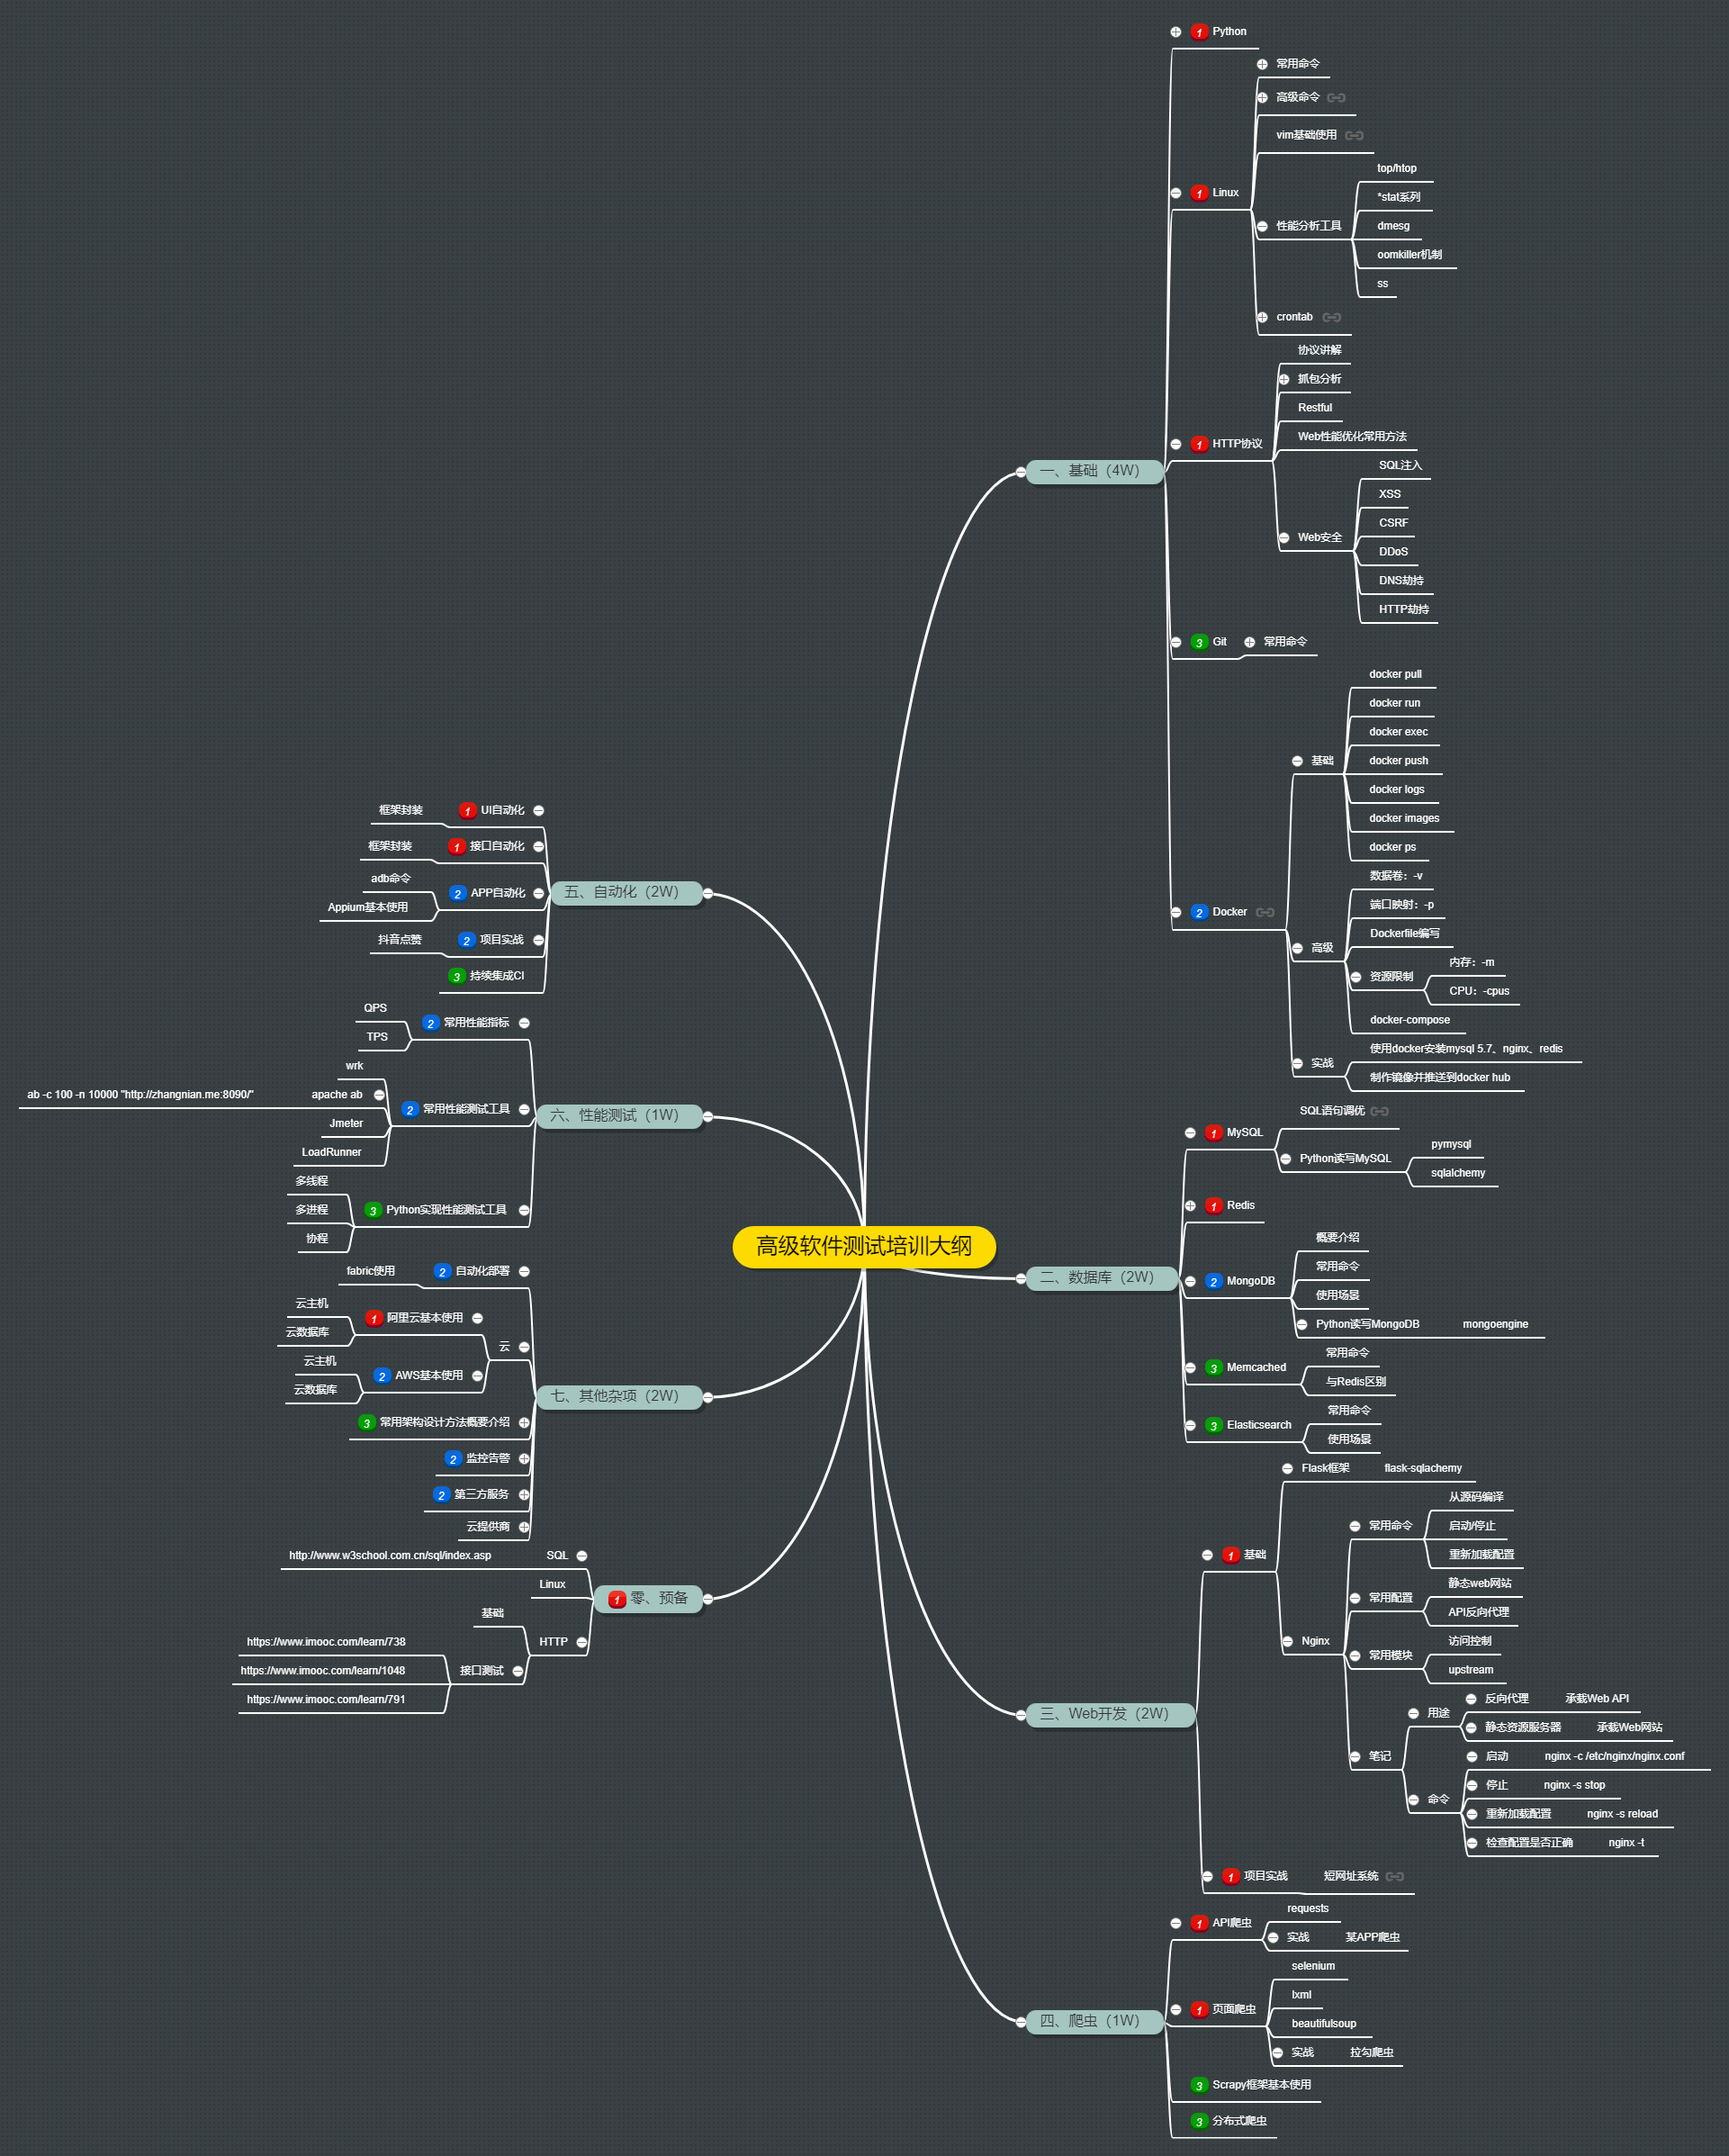 高级软件测试培训大纲
一、基础（4W）
1 Python
1 Linux
常用命令
高级命令
vim基础使用
性能分析工具
top/htop
*stat系列
dmesg
oomkiller机制
ss
crontab
1 HTTP协议
协议讲解
抓包分析
Restful
Web性能优化常用方法
Web安全
SQL注入
XSS
CSRF
DDoS
DNS劫持
HTTP劫持
3 Git
常用命令
2 Docker
基础
docker pull
docker run
docker exec
docker push
docker logs
docker images
docker ps
高级
数据卷：-v
端口映射：-p
Dockerfile编写
资源限制
内存：-m
CPU：-cpus
docker-compose
实战
使用docker安装mysql 5.7、nginx、redis
制作镜像并推送到docker hub
二、数据库（2W）
1 MySQL
SQL语句调优
Python读写MySQL
pymysql
sqlalchemy
1 Redis
2 MongoDB
概要介绍
常用命令
使用场景
Python读写MongoDB
mongoengine
3 Memcached
常用命令
与Redis区别
3 Elasticsearch
常用命令
使用场景
三、Web开发（2W）
1 基础
Flask框架
flask-sqlachemy
Nginx
常用命令
从源码编译
启动/停止
重新加载配置
常用配置
静态web网站
API反向代理
常用模块
访问控制
upstream
笔记
用途
反向代理
承载Web API
静态资源服务器
承载Web网站
命令
启动
nginx -c /etc/nginx/nginx.conf
停止
nginx -s stop
重新加载配置
nginx -s reload
检查配置是否正确
nginx -t
1 项目实战
短网址系统
四、爬虫（1W）
1 API爬虫
requests
实战
某APP爬虫
1 页面爬虫
selenium
lxml
beautifulsoup
实战
拉勾爬虫
3 Scrapy框架基本使用
3 分布式爬虫
五、自动化（2W）
1 UI自动化
框架封装
1 接口自动化
框架封装
2 APP自动化
adb命令
Appium基本使用
2 项目实战
抖音点赞
3 持续集成CI
六、性能测试（1W）
2 常用性能指标
QPS
TPS
2 常用性能测试工具
wrk
apache ab
ab -c 100 -n 10000 "http://zhangnian.me:8090/"
Jmeter
LoadRunner
3 Python实现性能测试工具
多线程
多进程
协程
七、其他杂项（2W）
2 自动化部署
fabric使用
云
1 阿里云基本使用
云主机
云数据库
2 AWS基本使用
云主机
云数据库
3 常用架构设计方法概要介绍
2 监控告警
2 第三方服务
云提供商
1 零、预备
SQL
http://www.w3school.com.cn/sql/index.asp
Linux
HTTP
基础
接口测试
https://www.imooc.com/learn/738
https://www.imooc.com/learn/1048
https://www.imooc.com/learn/791